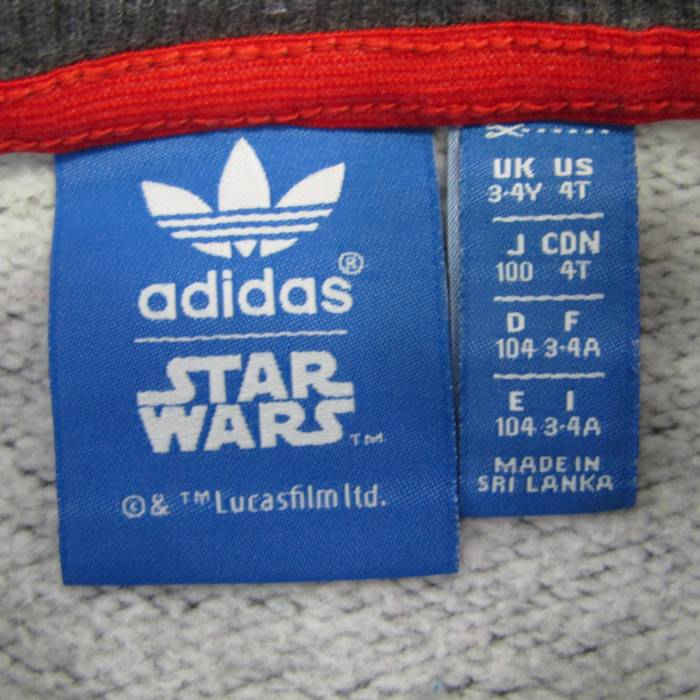 adidas®
STAR
WARS™
©& ™Lucasfilm ltd.
UK US
3-4Y 4T
J CDN
100 4T
D F
104 3-4A
E I
104 3-4A
MADE IN
SRI LANKA